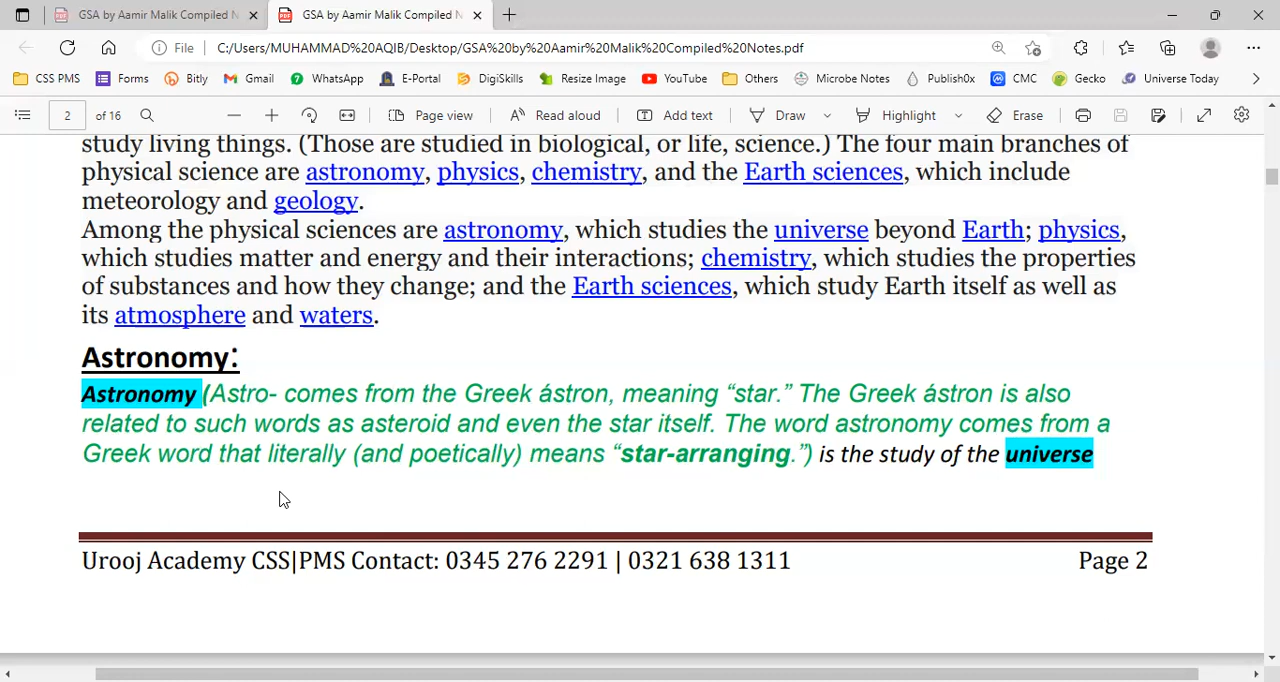 GSA by Aamir Malik Compiled N
GSA by Aamir Malik Compiled N
File C:/Users/MUHAMMAD%20AQIB/Desktop/GSA%20by%20Aamir%20Malik%20Compiled%20Notes.pdf
CSS PMS Forms Bitly Gmail WhatsApp E-Portal DigiSkills Resize Image YouTube Others Microbe Notes Publish0x CMC Gecko Universe Today
2 of 16 Page view Read aloud Add text Draw Highlight Erase
study living things. (Those are studied in biological, or life, science.) The four main branches of
physical science are astronomy, physics, chemistry, and the Earth sciences, which include
meteorology and geology.
Among the physical sciences are astronomy, which studies the universe beyond Earth; physics,
which studies matter and energy and their interactions; chemistry, which studies the properties
of substances and how they change; and the Earth sciences, which study Earth itself as well as
its atmosphere and waters.
Astronomy:
Astronomy (Astro- comes from the Greek ástron, meaning “star.” The Greek ástron is also
related to such words as asteroid and even the star itself. The word astronomy comes from a
Greek word that literally (and poetically) means “star-arranging.”) is the study of the universe
Urooj Academy CSS|PMS Contact: 0345 276 2291 | 0321 638 1311 Page 2